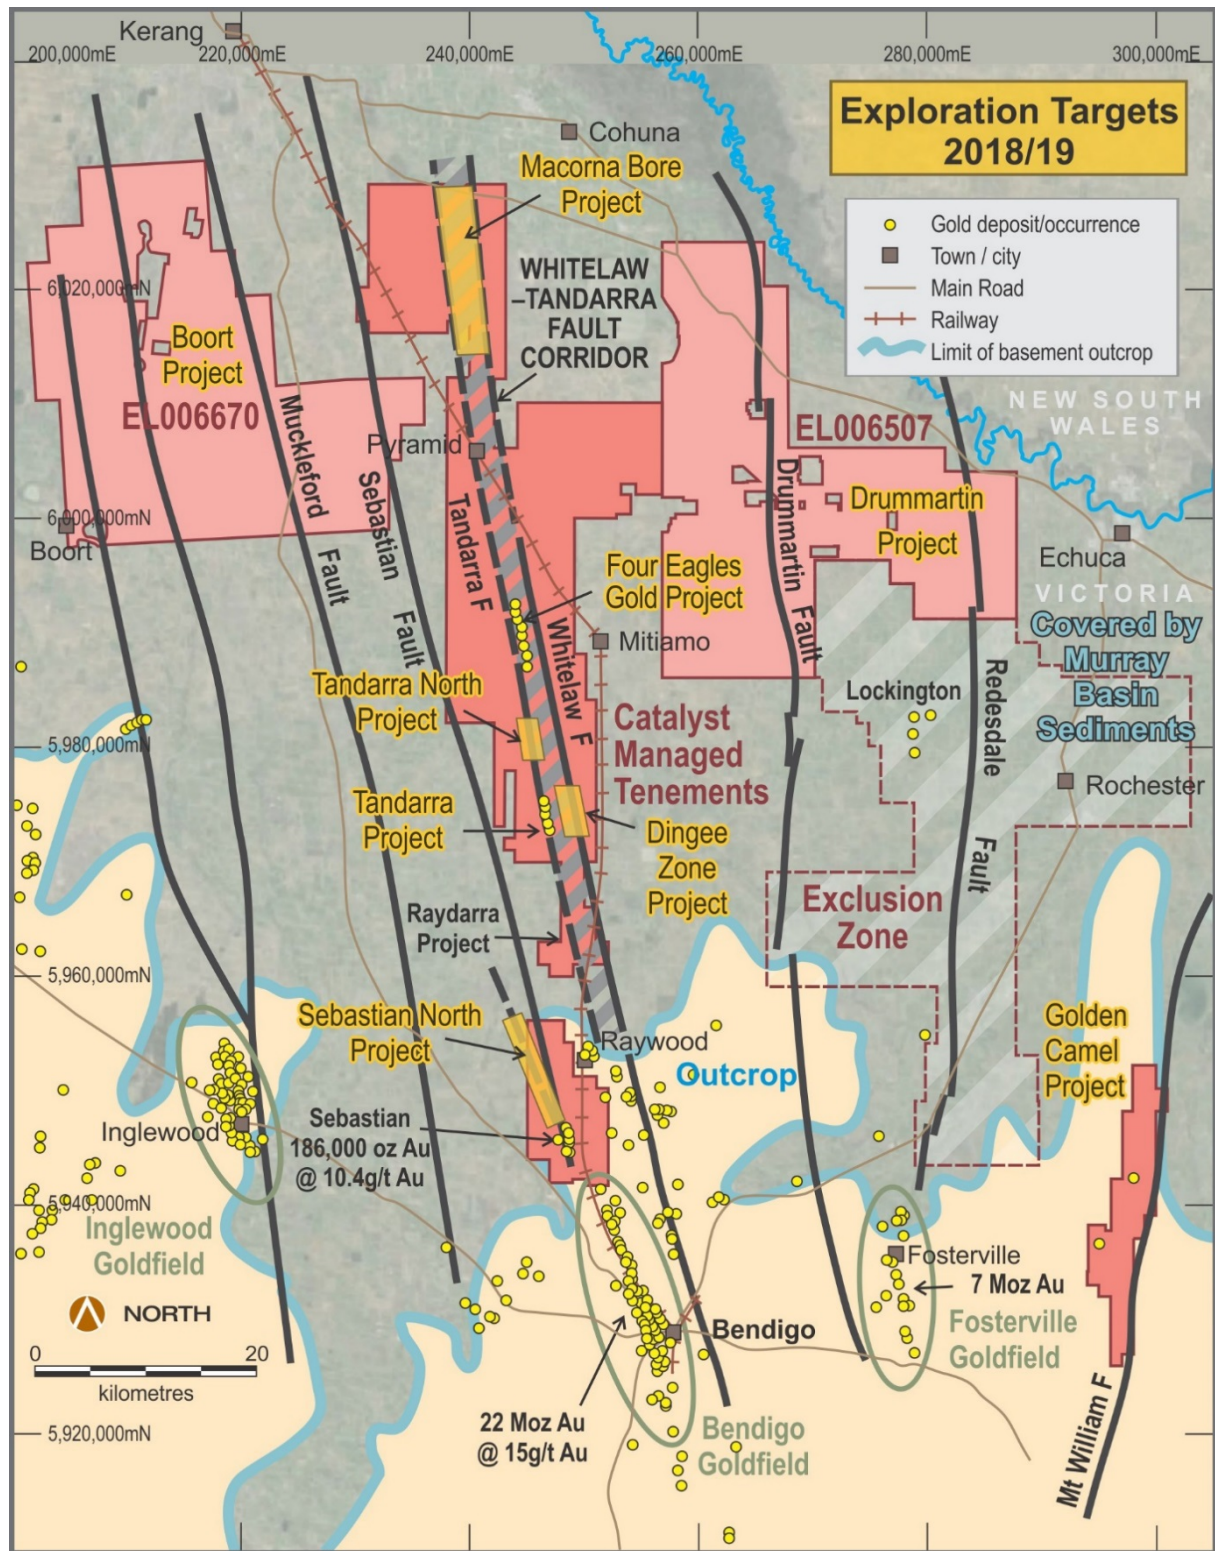 Kerang
200,000mE
220,000mE
240,000mE
260,000mE
280,000mE
300,000mE
Exploration Targets
2018/19
Cohuna
Macorna Bore
Project
Gold deposit/occurrence
Town / city
Main Road
Railway
Limit of basement outcrop
WHITELAW
–TANDARRA
FAULT
CORRIDOR
6,020,000mN
Boort
Project
EL006670
NEW SOUTH
WALES
EL006507
Muckleford
Fault
Pyramid
Sebastian
Fault
Tandarra F
Whitelaw F
Drummartin
Fault
Drummartin
Project
6,000,000mN
Boort
Echuca
Four Eagles
Gold Project
VICTORIA
Covered by
Murray
Basin
Sediments
Mitiamo
Redesdale
Fault
Lockington
Tandarra North
Project
Catalyst
Managed
Tenements
5,980,000mN
Rochester
Tandarra
Project
Dingee
Zone
Project
Exclusion
Zone
Raydarra
Project
5,960,000mN
Sebastian North
Project
Raywood
Outcrop
Golden
Camel
Project
Sebastian
186,000 oz Au
@ 10.4g/t Au
Inglewood
5,940,000mN
Inglewood
Goldfield
Fosterville
7 Moz Au
Fosterville
Goldfield
NORTH
0
20
kilometres
Bendigo
22 Moz Au
@ 15g/t Au
Bendigo
Goldfield
5,920,000mN
Mt William F